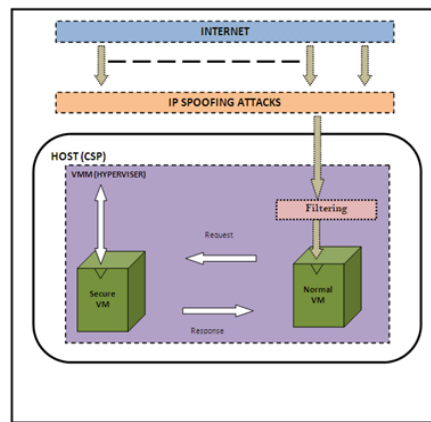 INTERNET
IP SPOOFING ATTACKS
HOST (CSP)
VMM (HYPERVISER)
Filtering
Request
Secure
VM
Normal
VM
Response